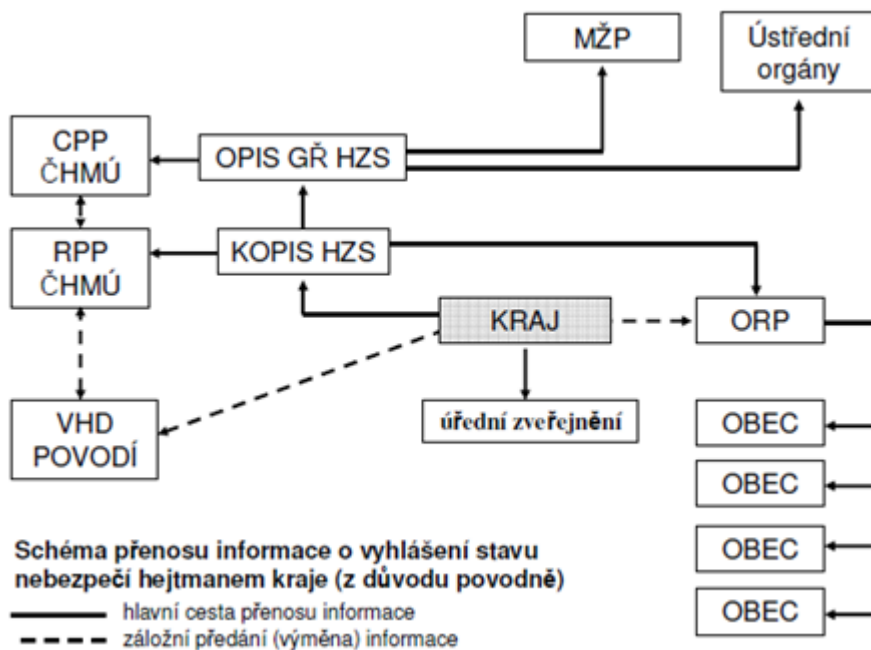 MŽP
Ústřední
orgány
CPP
ČHMÚ
OPIS GŘ HZS
RPP
ČHMÚ
KOPIS HZS
KRAJ
ORP
VHD
POVODÍ
úřední zveřejnění
OBEC
OBEC
OBEC
OBEC
Schéma přenosu informace o vyhlášení stavu
nebezpečí hejtmanem kraje (z důvodu povodně)
hlavní cesta přenosu informace
záložní předání (výměna) informace